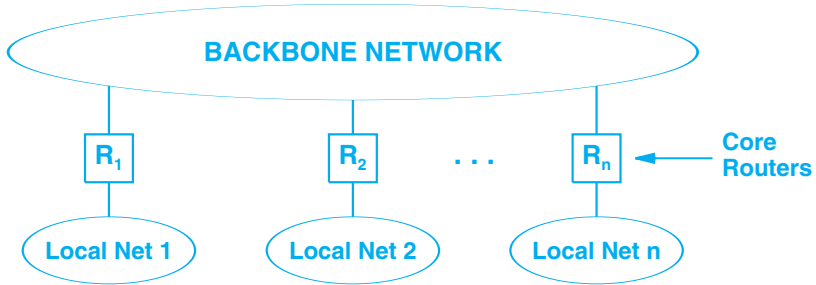 BACKBONE NETWORK
R1
R2
. . .
Rn
Core
Routers
Local Net 1
Local Net 2
Local Net n